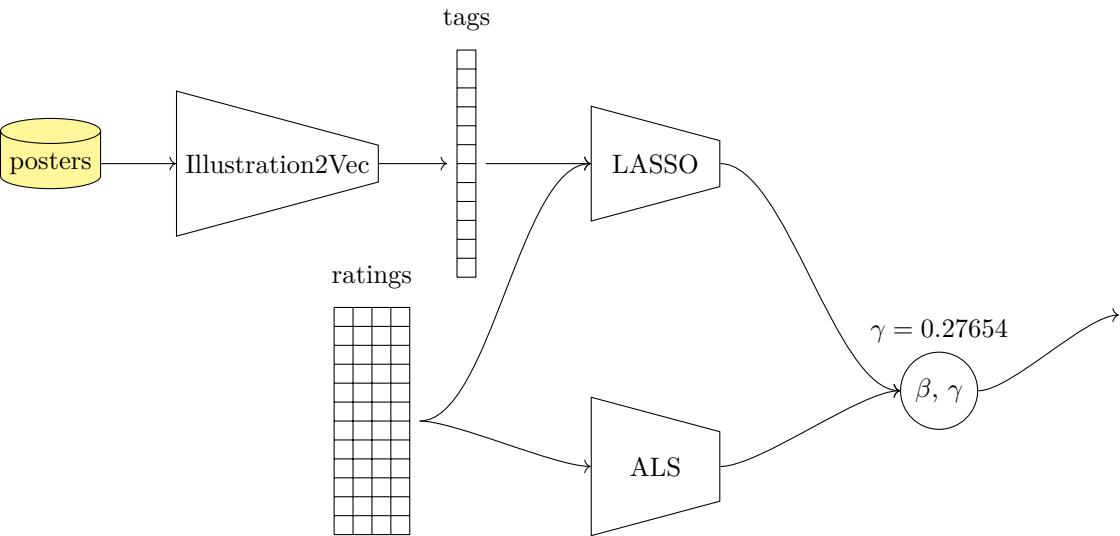 tags
posters
Illustration2Vec
LASSO
ratings
γ = 0.27654
β, γ
ALS